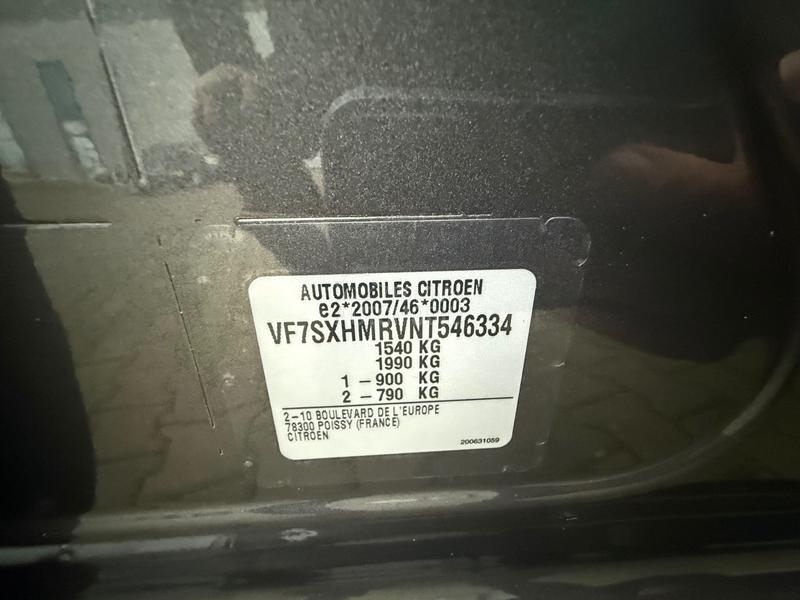 AUTOMOBILES CITROEN
e2*2007/46*0003
VF7SXHMRVNT546334
1540 KG
1990 KG
1 – 900 KG
2 – 790 KG
2–10 BOULEVARD DE L'EUROPE
78300 POISSY (FRANCE)
CITROEN
200631059